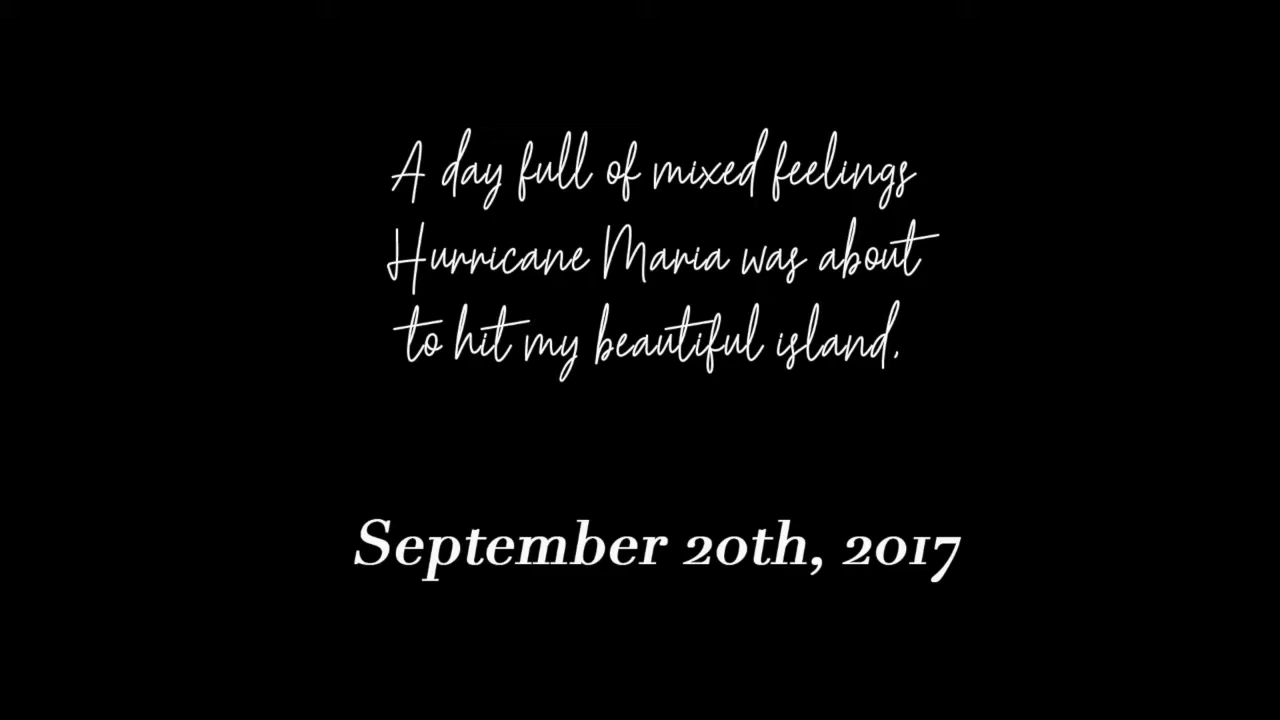 A day full of mixed feelings
Hurricane Maria was about
to hit my beautiful island.
September 20th, 2017